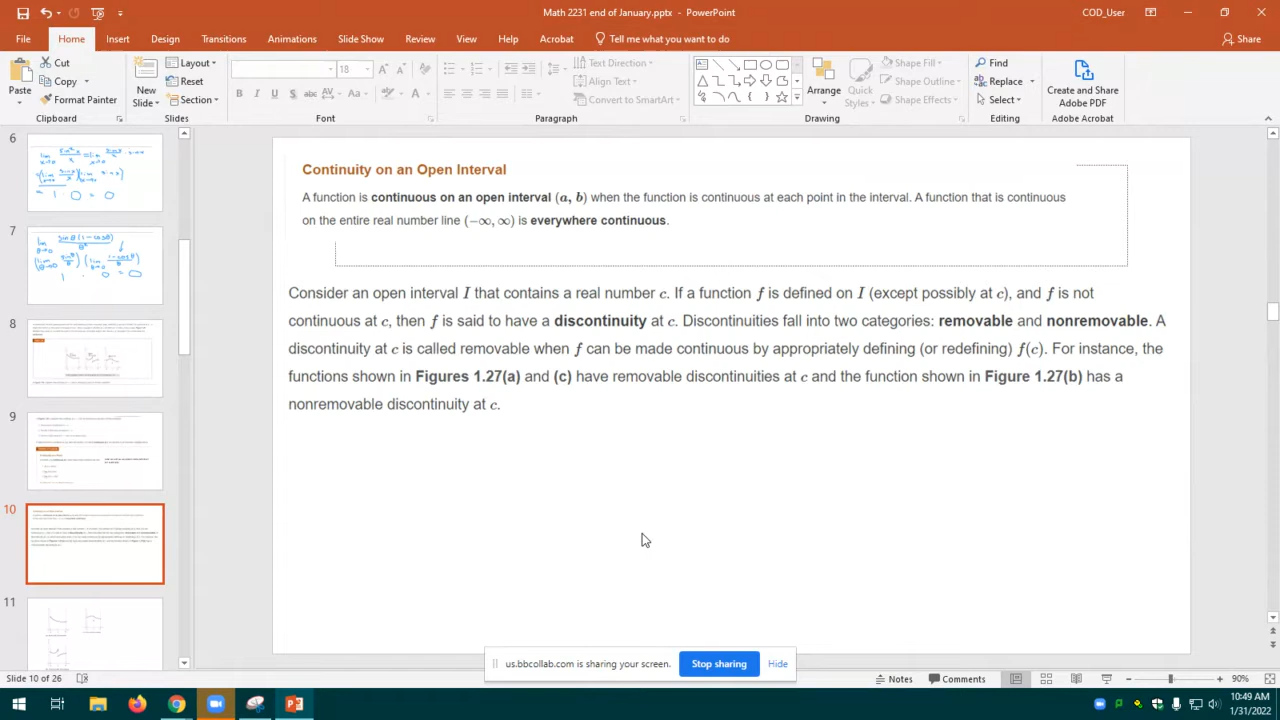 Math 2231 end of January.pptx - PowerPoint
COD_User
File Home Insert Design Transitions Animations Slide Show Review View Help Acrobat Tell me what you want to do Share
Paste
Cut
Copy
Format Painter
Clipboard
New
Slide
Layout
Reset
Section
Slides
18
B I U S abc AV Aa A
Font
Text Direction
Align Text
Convert to SmartArt
Paragraph
Arrange
Quick
Styles
Shape Fill
Shape Outline
Shape Effects
Drawing
Find
Replace
Select
Editing
Create and Share
Adobe PDF
Adobe Acrobat
6
7
8
9
10
11
Continuity on an Open Interval
A function is continuous on an open interval (a, b) when the function is continuous at each point in the interval. A function that is continuous
on the entire real number line (−∞, ∞) is everywhere continuous.
Consider an open interval I that contains a real number c. If a function f is defined on I (except possibly at c), and f is not
continuous at c, then f is said to have a discontinuity at c. Discontinuities fall into two categories: removable and nonremovable. A
discontinuity at c is called removable when f can be made continuous by appropriately defining (or redefining) f(c). For instance, the
functions shown in Figures 1.27(a) and (c) have removable discontinuities at c and the function shown in Figure 1.27(b) has a
nonremovable discontinuity at c.
us.bbcollab.com is sharing your screen. Stop sharing Hide
Slide 10 of 26
Notes Comments 90%
10:49 AM
1/31/2022